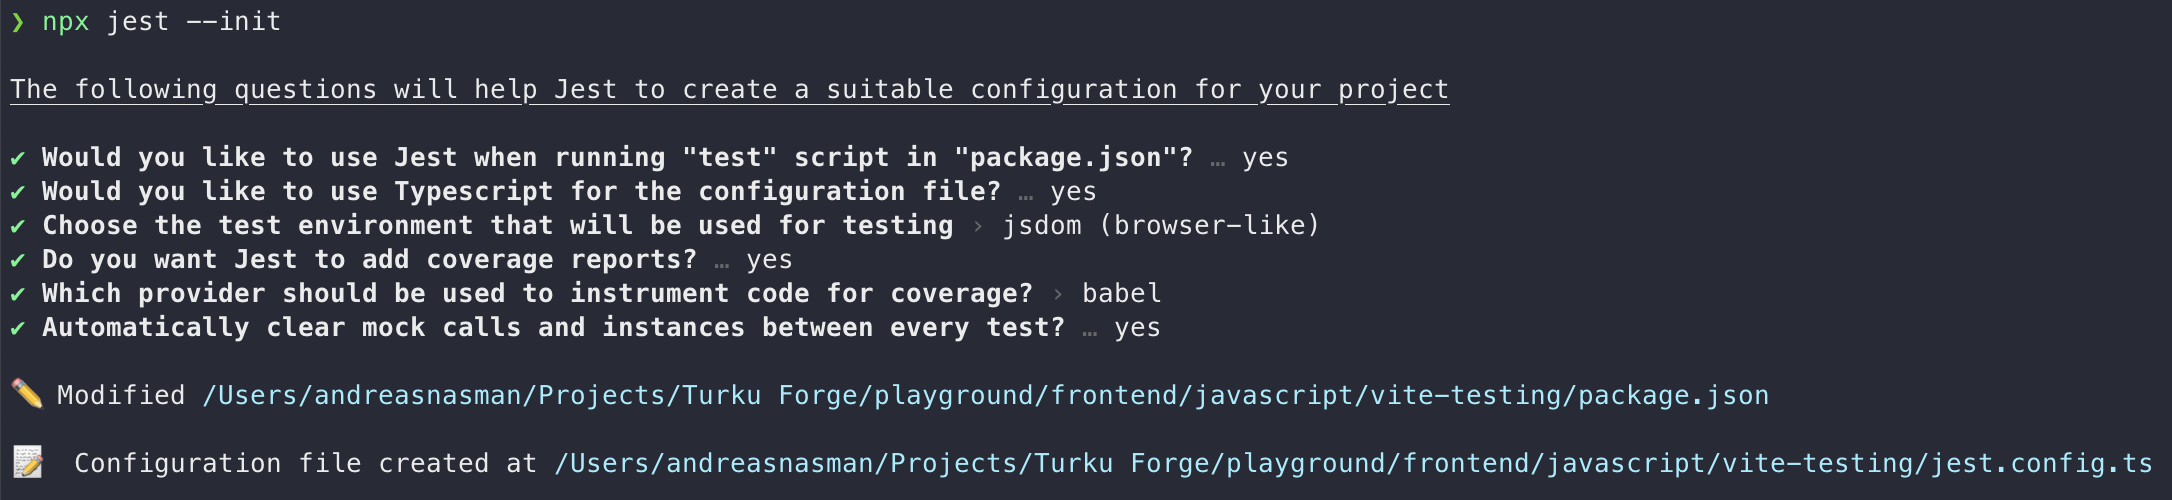 ❯ npx jest --init
The following questions will help Jest to create a suitable configuration for your project
✔ Would you like to use Jest when running "test" script in "package.json"? … yes
✔ Would you like to use Typescript for the configuration file? … yes
✔ Choose the test environment that will be used for testing › jsdom (browser-like)
✔ Do you want Jest to add coverage reports? … yes
✔ Which provider should be used to instrument code for coverage? › babel
✔ Automatically clear mock calls and instances between every test? … yes
✏️ Modified /Users/andreasnasman/Projects/Turku Forge/playground/frontend/javascript/vite-testing/package.json
📝 Configuration file created at /Users/andreasnasman/Projects/Turku Forge/playground/frontend/javascript/vite-testing/jest.config.ts